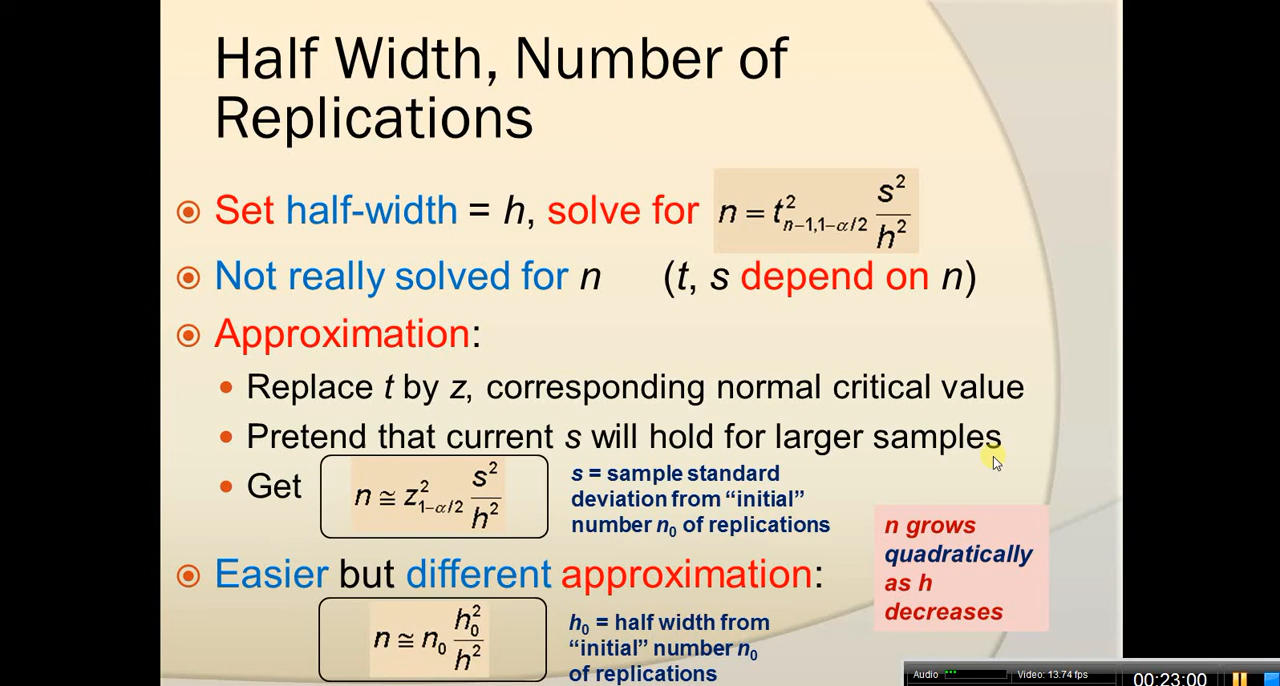 Half Width, Number of
Replications
Set half-width = h, solve for n = t²ₙ₋₁,₁₋α/₂ s²/h²
Not really solved for n (t, s depend on n)
Approximation:
Replace t by z, corresponding normal critical value
Pretend that current s will hold for larger samples
Get n ≅ z²₁₋α/₂ s²/h²
s = sample standard
deviation from “initial”
number n₀ of replications
n grows
quadratically
as h
decreases
Easier but different approximation:
n ≅ n₀ h₀²/h²
h₀ = half width from
“initial” number n₀
of replications
Audio
Video: 13.74 fps
00:23:00